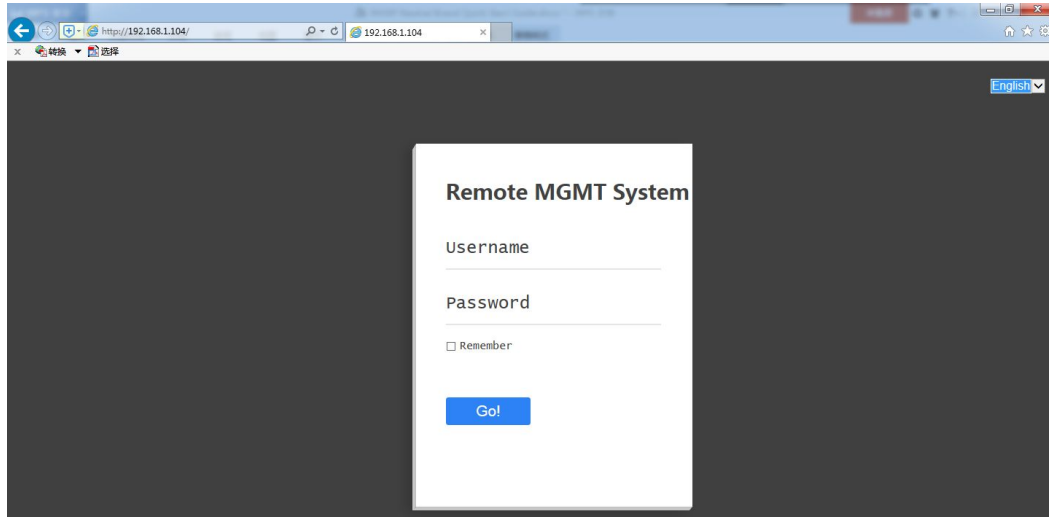 http://192.168.1.104/
192.168.1.104
x 转换 选择
English
Remote MGMT System
Username
Password
Remember
Go!